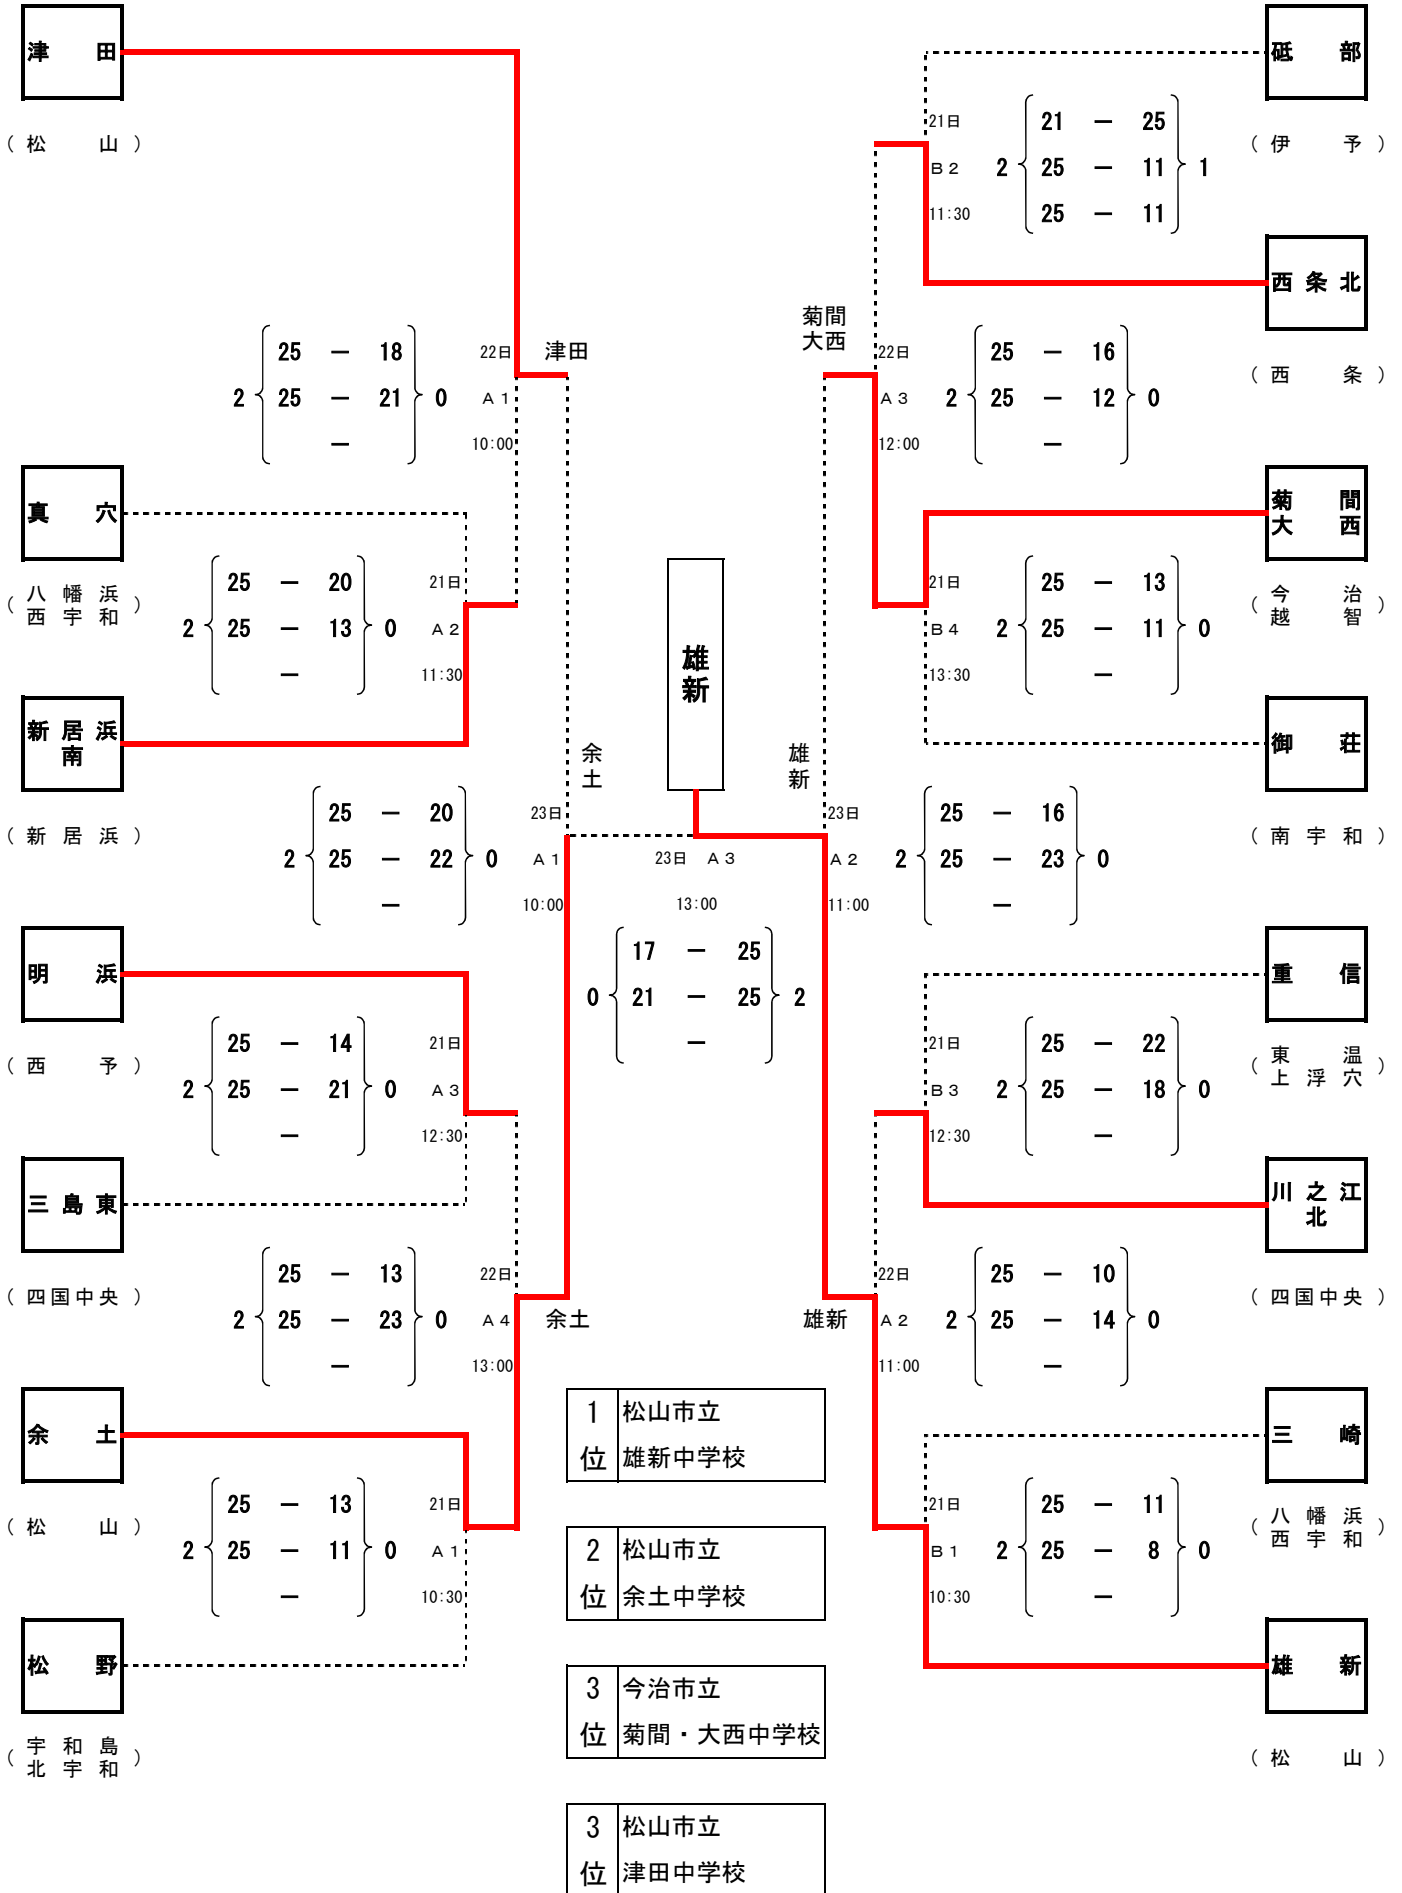 津田
（松山）
砥部
（伊予）
21日
B2
11:30
2
21 － 25
25 － 11
25 － 11
1
西条北
（西条）
25 － 18
2 25 － 21 0
－
22日
A1
10:00
津田
菊間
大西
22日
A3
12:00
25 － 16
2 25 － 12 0
－
真穴
（八幡浜
西宇和）
25 － 20
2 25 － 13 0
－
21日
A2
11:30
新居浜
南
（新居浜）
菊間
大西
（今治
越智）
21日
B4
13:30
25 － 13
2 25 － 11 0
－
御荘
（南宇和）
雄新
余土
雄新
25 － 20
2 25 － 22 0
－
23日
A1
10:00
23日 A3
13:00
17 － 25
0 21 － 25 2
－
23日
A2
11:00
25 － 16
2 25 － 23 0
－
明浜
（西予）
25 － 14
2 25 － 21 0
－
21日
A3
12:30
三島東
（四国中央）
重信
（東温
上浮穴）
21日
B3
12:30
25 － 22
2 25 － 18 0
－
川之江
北
（四国中央）
25 － 13
2 25 － 23 0
－
22日
A4
13:00
余土
雄新
22日
A2
11:00
25 － 10
2 25 － 14 0
－
余土
（松山）
25 － 13
2 25 － 11 0
－
21日
A1
10:30
松野
（宇和島
北宇和）
三崎
（八幡浜
西宇和）
21日
B1
10:30
25 － 11
2 25 － 8 0
－
雄新
（松山）
1位 松山市立
雄新中学校
2位 松山市立
余土中学校
3位 今治市立
菊間・大西中学校
3位 松山市立
津田中学校